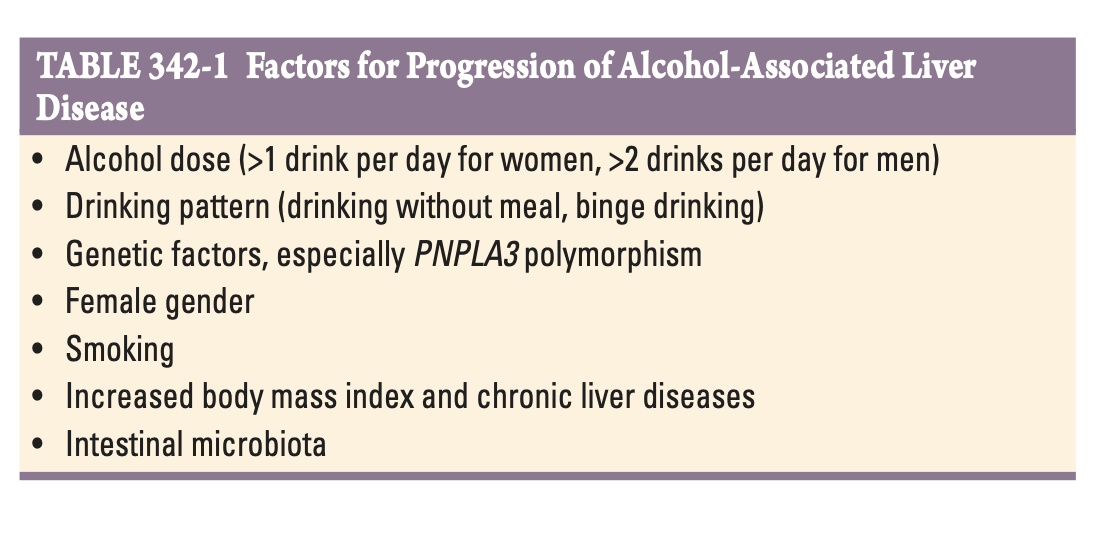 TABLE 342-1 Factors for Progression of Alcohol-Associated Liver
Disease
• Alcohol dose (>1 drink per day for women, >2 drinks per day for men)
• Drinking pattern (drinking without meal, binge drinking)
• Genetic factors, especially PNPLA3 polymorphism
• Female gender
• Smoking
• Increased body mass index and chronic liver diseases
• Intestinal microbiota